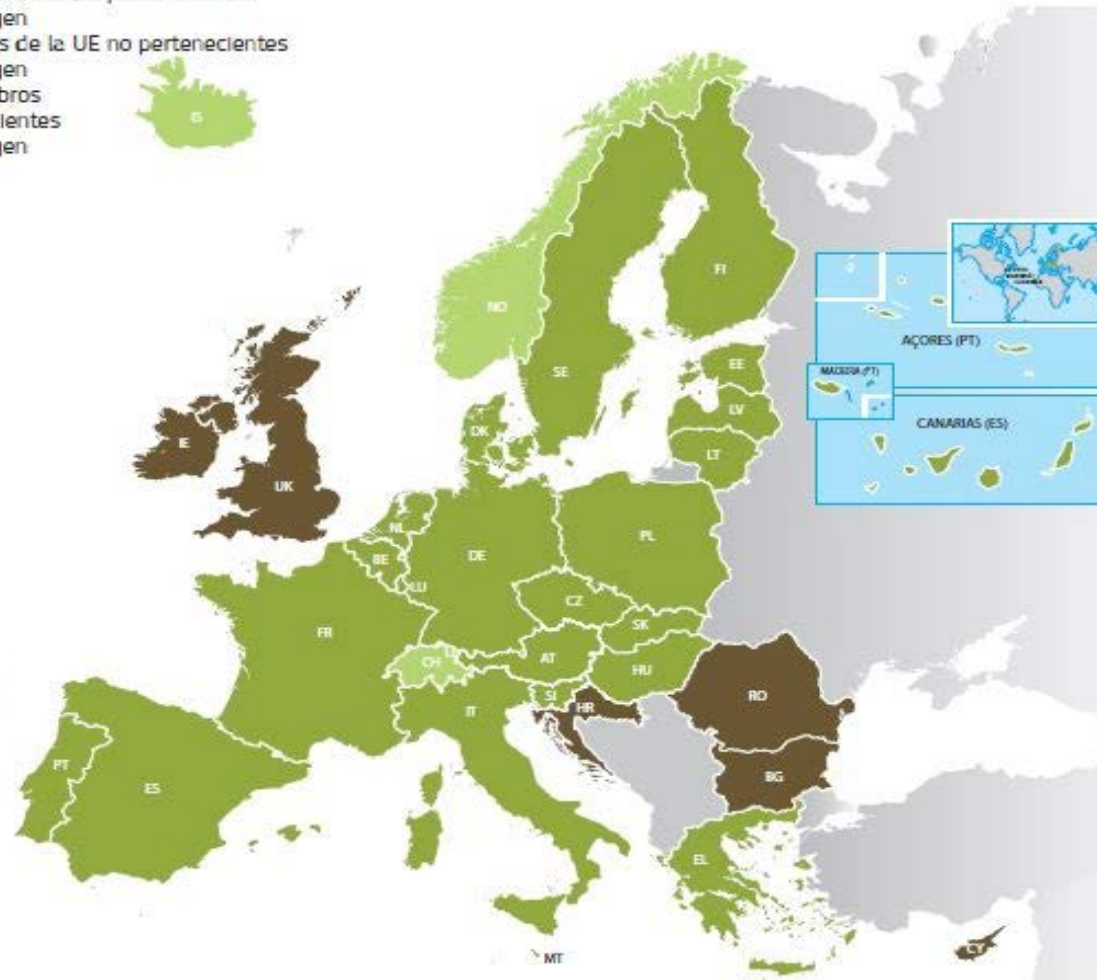 gen
s de la UE no pertenecientes
gen
bros
ientes
gen
IS
NO
FI
SE
AÇORES (PT)
EE
MADEIRA (PT)
DK
LV
CANARIAS (ES)
IE
LT
UK
NL
DE
PL
BE
LU
CZ
FR
SK
CH
LI
AT
HU
SI
RO
HR
IT
PT
ES
BG
EL
CY
MT